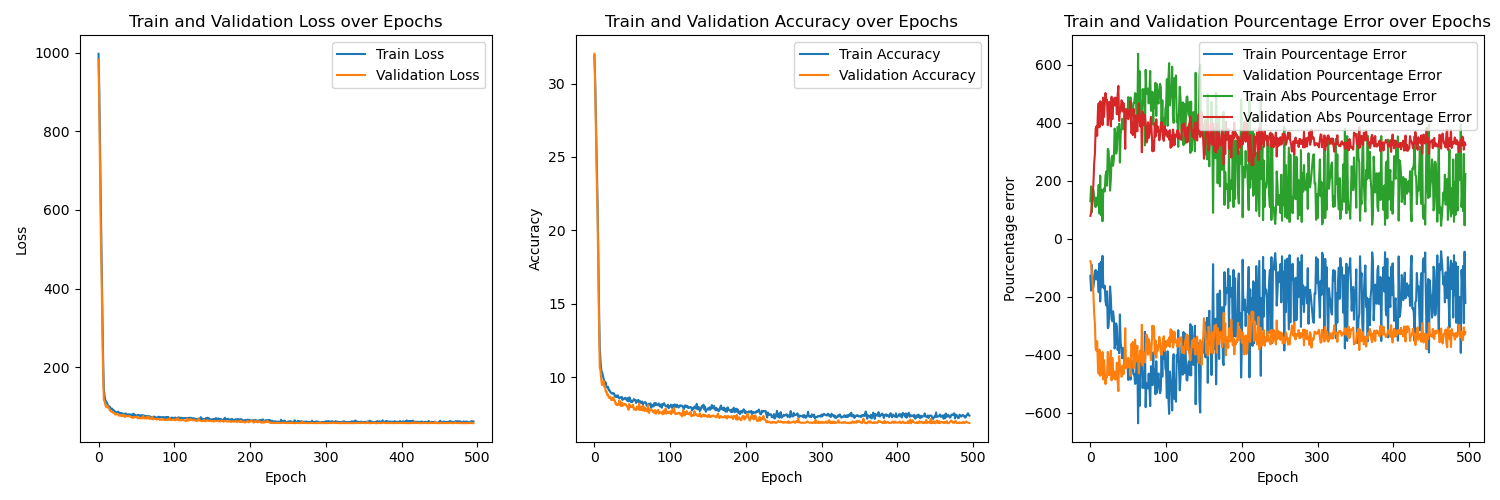 Train and Validation Loss over Epochs
Train Loss
Validation Loss
1000
800
600
400
200
Loss
0
100
200
300
400
500
Epoch
Train and Validation Accuracy over Epochs
Train Accuracy
Validation Accuracy
30
25
20
15
10
Accuracy
0
100
200
300
400
500
Epoch
Train and Validation Pourcentage Error over Epochs
Train Pourcentage Error
Validation Pourcentage Error
Train Abs Pourcentage Error
Validation Abs Pourcentage Error
600
400
200
0
−200
−400
−600
Pourcentage error
0
100
200
300
400
500
Epoch